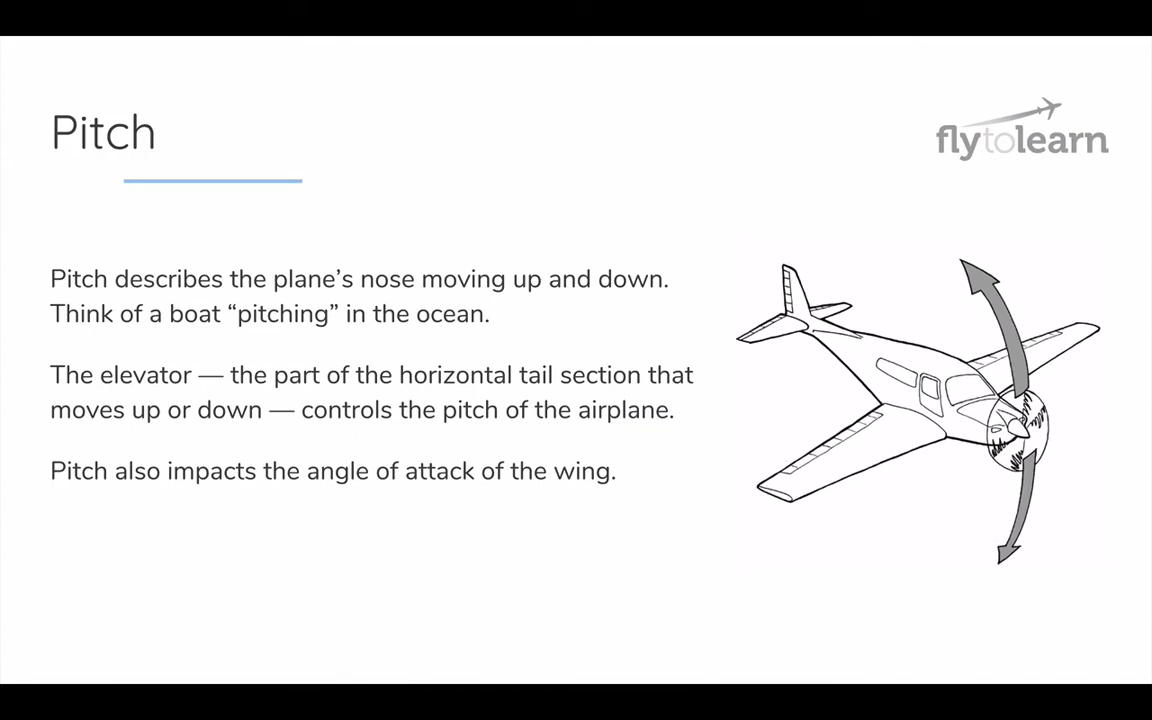 Pitch
flytolearn
Pitch describes the plane’s nose moving up and down.
Think of a boat “pitching” in the ocean.
The elevator — the part of the horizontal tail section that
moves up or down — controls the pitch of the airplane.
Pitch also impacts the angle of attack of the wing.